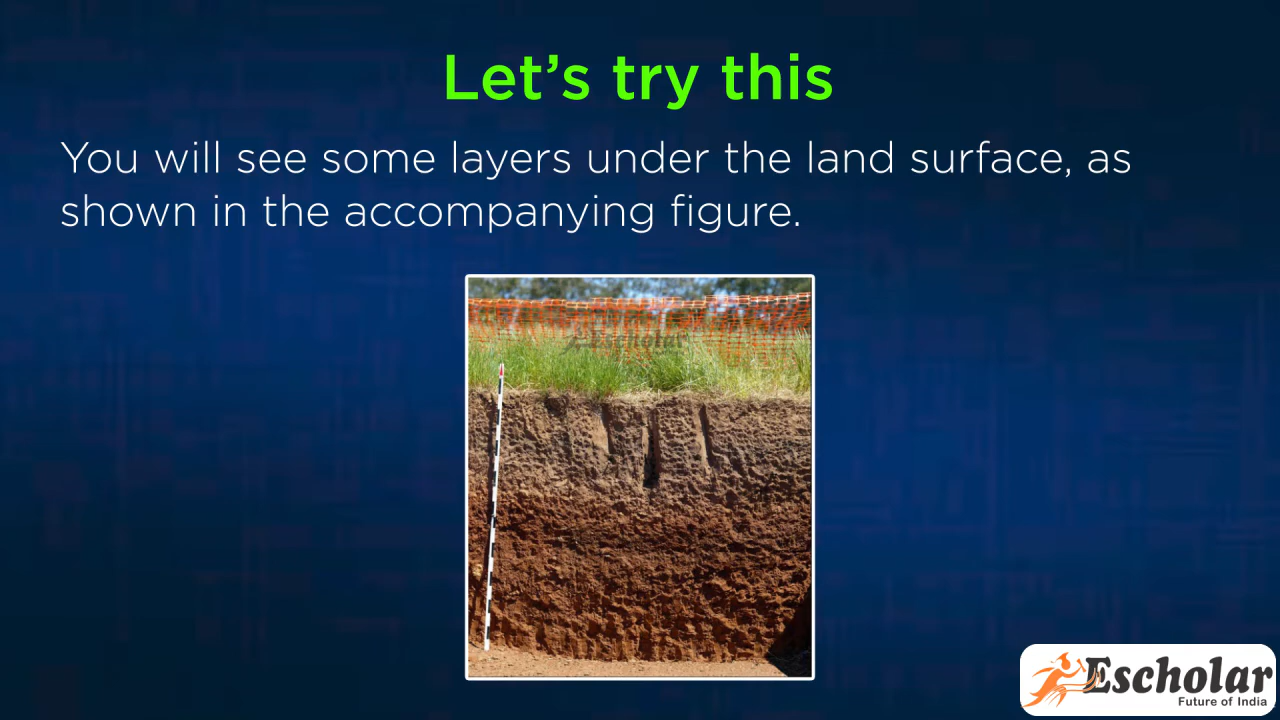 Let's try this
You will see some layers under the land surface, as
shown in the accompanying figure.
Escholar
Escholar
Future of India